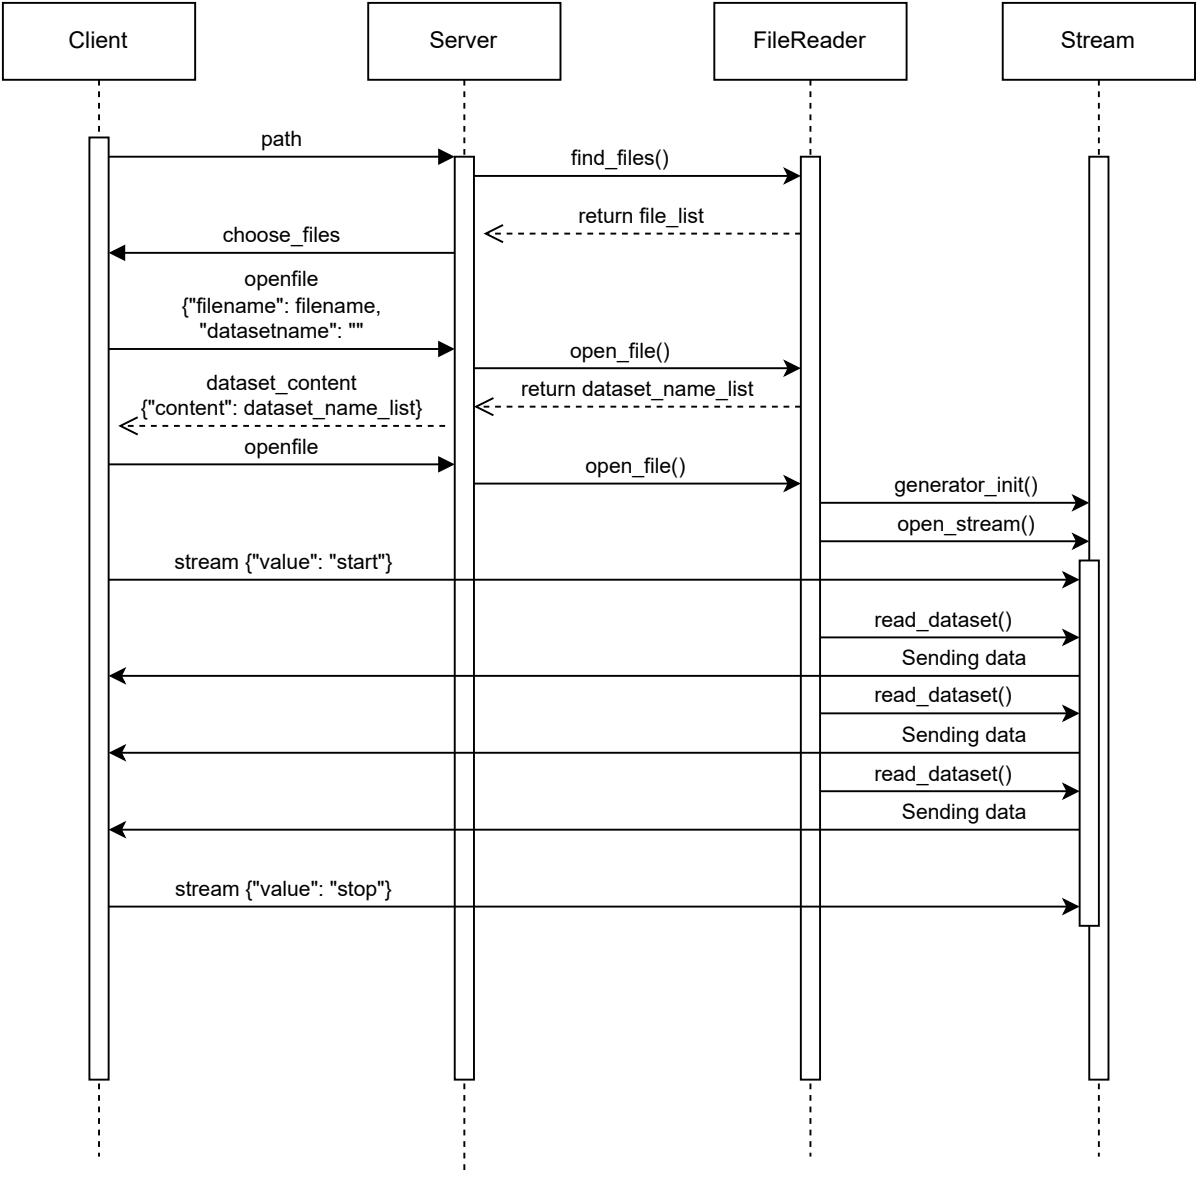 Client
Server
FileReader
Stream
path
find_files()
return file_list
choose_files
openfile
{"filename": filename,
"datasetname": ""
open_file()
dataset_content
{"content": dataset_name_list}
return dataset_name_list
openfile
open_file()
generator_init()
open_stream()
stream {"value": "start"}
read_dataset()
Sending data
read_dataset()
Sending data
read_dataset()
Sending data
stream {"value": "stop"}